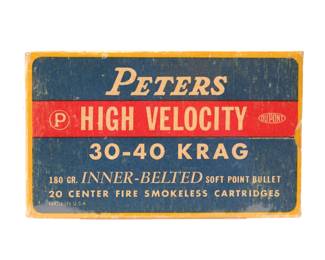 PETERS
P HIGH VELOCITY DUPONT
30-40 KRAG
180 GR. INNER-BELTED SOFT POINT BULLET
20 CENTER FIRE SMOKELESS CARTRIDGES
MADE IN U.S.A.